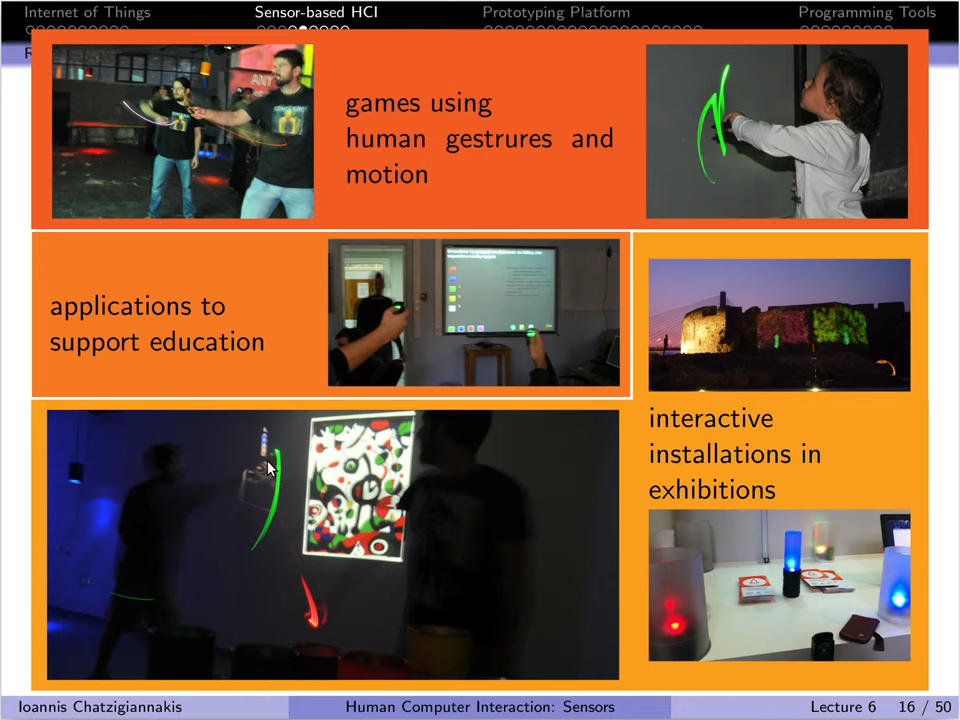 Internet of Things
Sensor-based HCI
Prototyping Platform
Programming Tools
games using
human gestrures and
motion
applications to
support education
interactive
installations in
exhibitions
Ioannis Chatzigiannakis
Human Computer Interaction: Sensors
Lecture 6
16 / 50